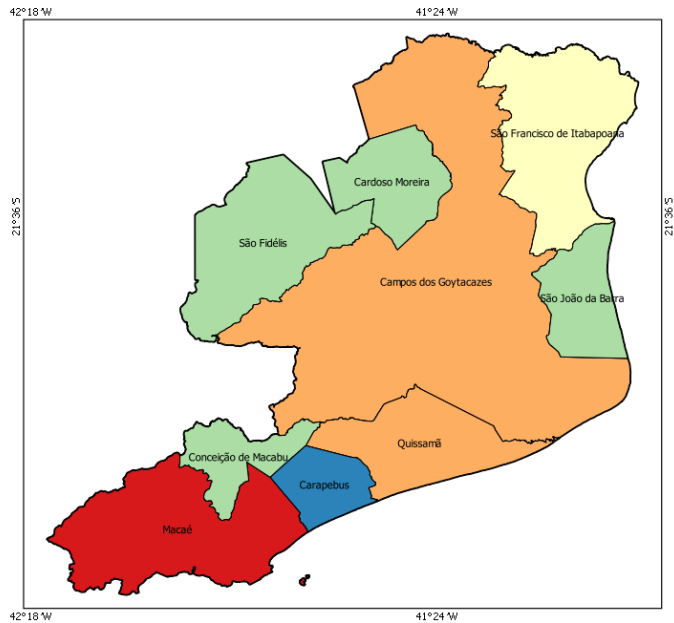 42°18 'W
41°24 'W
São Francisco de Itabapoana
Cardoso Moreira
21°36 'S
21°36 'S
São Fidélis
Campos dos Goytacazes
São João da Barra
Quissamã
Conceição de Macabu
Carapebus
Macaé
42°18 'W
41°24 'W